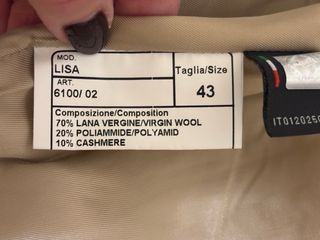 MOD.
LISA
ART.
6100/ 02
Taglia/Size
43
Composizione/Composition
70% LANA VERGINE/VIRGIN WOOL
20% POLIAMMIDE/POLYAMID
10% CASHMERE
IT0120250